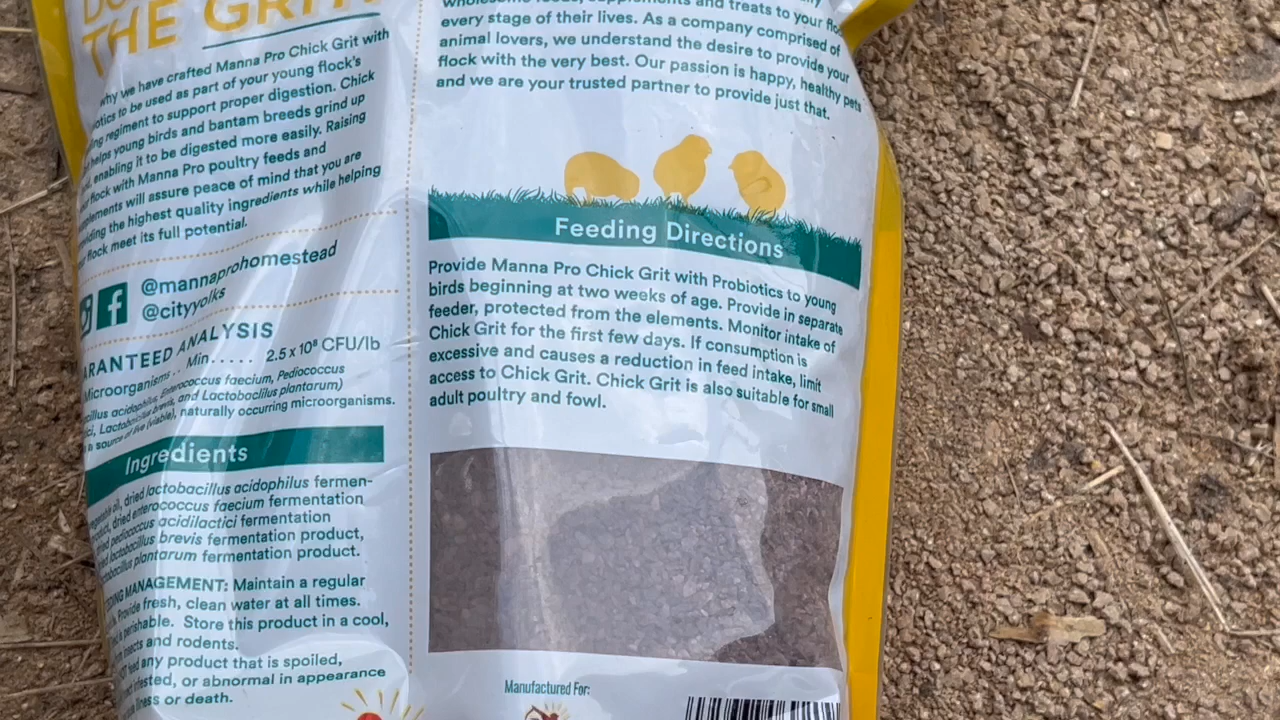 THE GRIT
why we have crafted Manna Pro Chick Grit with
to be used as part of your young flock's
regiment to support proper digestion. Chick
helps young birds and bantam breeds grind up
enabling it to be digested more easily. Raising
flock with Manna Pro poultry feeds and
will assure peace of mind that you are
the highest quality ingredients while helping
flock meet its full potential.
@mannaprohomestead
@cityyolks
ANALYSIS
Microorganisms . . Min . . . . . 2.5 x 10⁸ CFU/lb
acidophilus, Enterococcus faecium, Pediococcus
Lactobacillus brevis, and Lactobacillus plantarum)
source of live (viable), naturally occurring microorganisms.
Ingredients
oil, dried lactobacillus acidophilus fermen-
dried enterococcus faecium fermentation
pediococcus acidilactici fermentation
lactobacillus brevis fermentation product,
plantarum fermentation product.
MANAGEMENT: Maintain a regular
Provide fresh, clean water at all times.
perishable. Store this product in a cool,
insects and rodents.
any product that is spoiled,
or abnormal in appearance
or death.
and treats to your
every stage of their lives. As a company comprised of
animal lovers, we understand the desire to provide your
flock with the very best. Our passion is happy, healthy pets
and we are your trusted partner to provide just that.
Feeding Directions
Provide Manna Pro Chick Grit with Probiotics to young
birds beginning at two weeks of age. Provide in separate
feeder, protected from the elements. Monitor intake of
Chick Grit for the first few days. If consumption is
excessive and causes a reduction in feed intake, limit
access to Chick Grit. Chick Grit is also suitable for small
adult poultry and fowl.
Manufactured For: